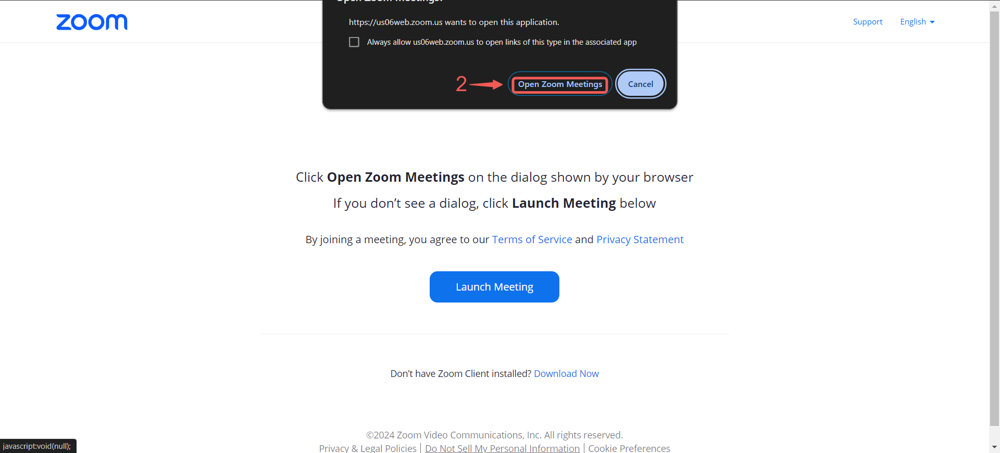 Open Zoom Meetings?
zoom
https://us06web.zoom.us wants to open this application.
Support English
Always allow us06web.zoom.us to open links of this type in the associated app
2 Open Zoom Meetings Cancel
Click Open Zoom Meetings on the dialog shown by your browser
If you don’t see a dialog, click Launch Meeting below
By joining a meeting, you agree to our Terms of Service and Privacy Statement
Launch Meeting
Don’t have Zoom Client installed? Download Now
©2024 Zoom Video Communications, Inc. All rights reserved.
Privacy & Legal Policies | Do Not Sell My Personal Information | Cookie Preferences
javascript:void(null);